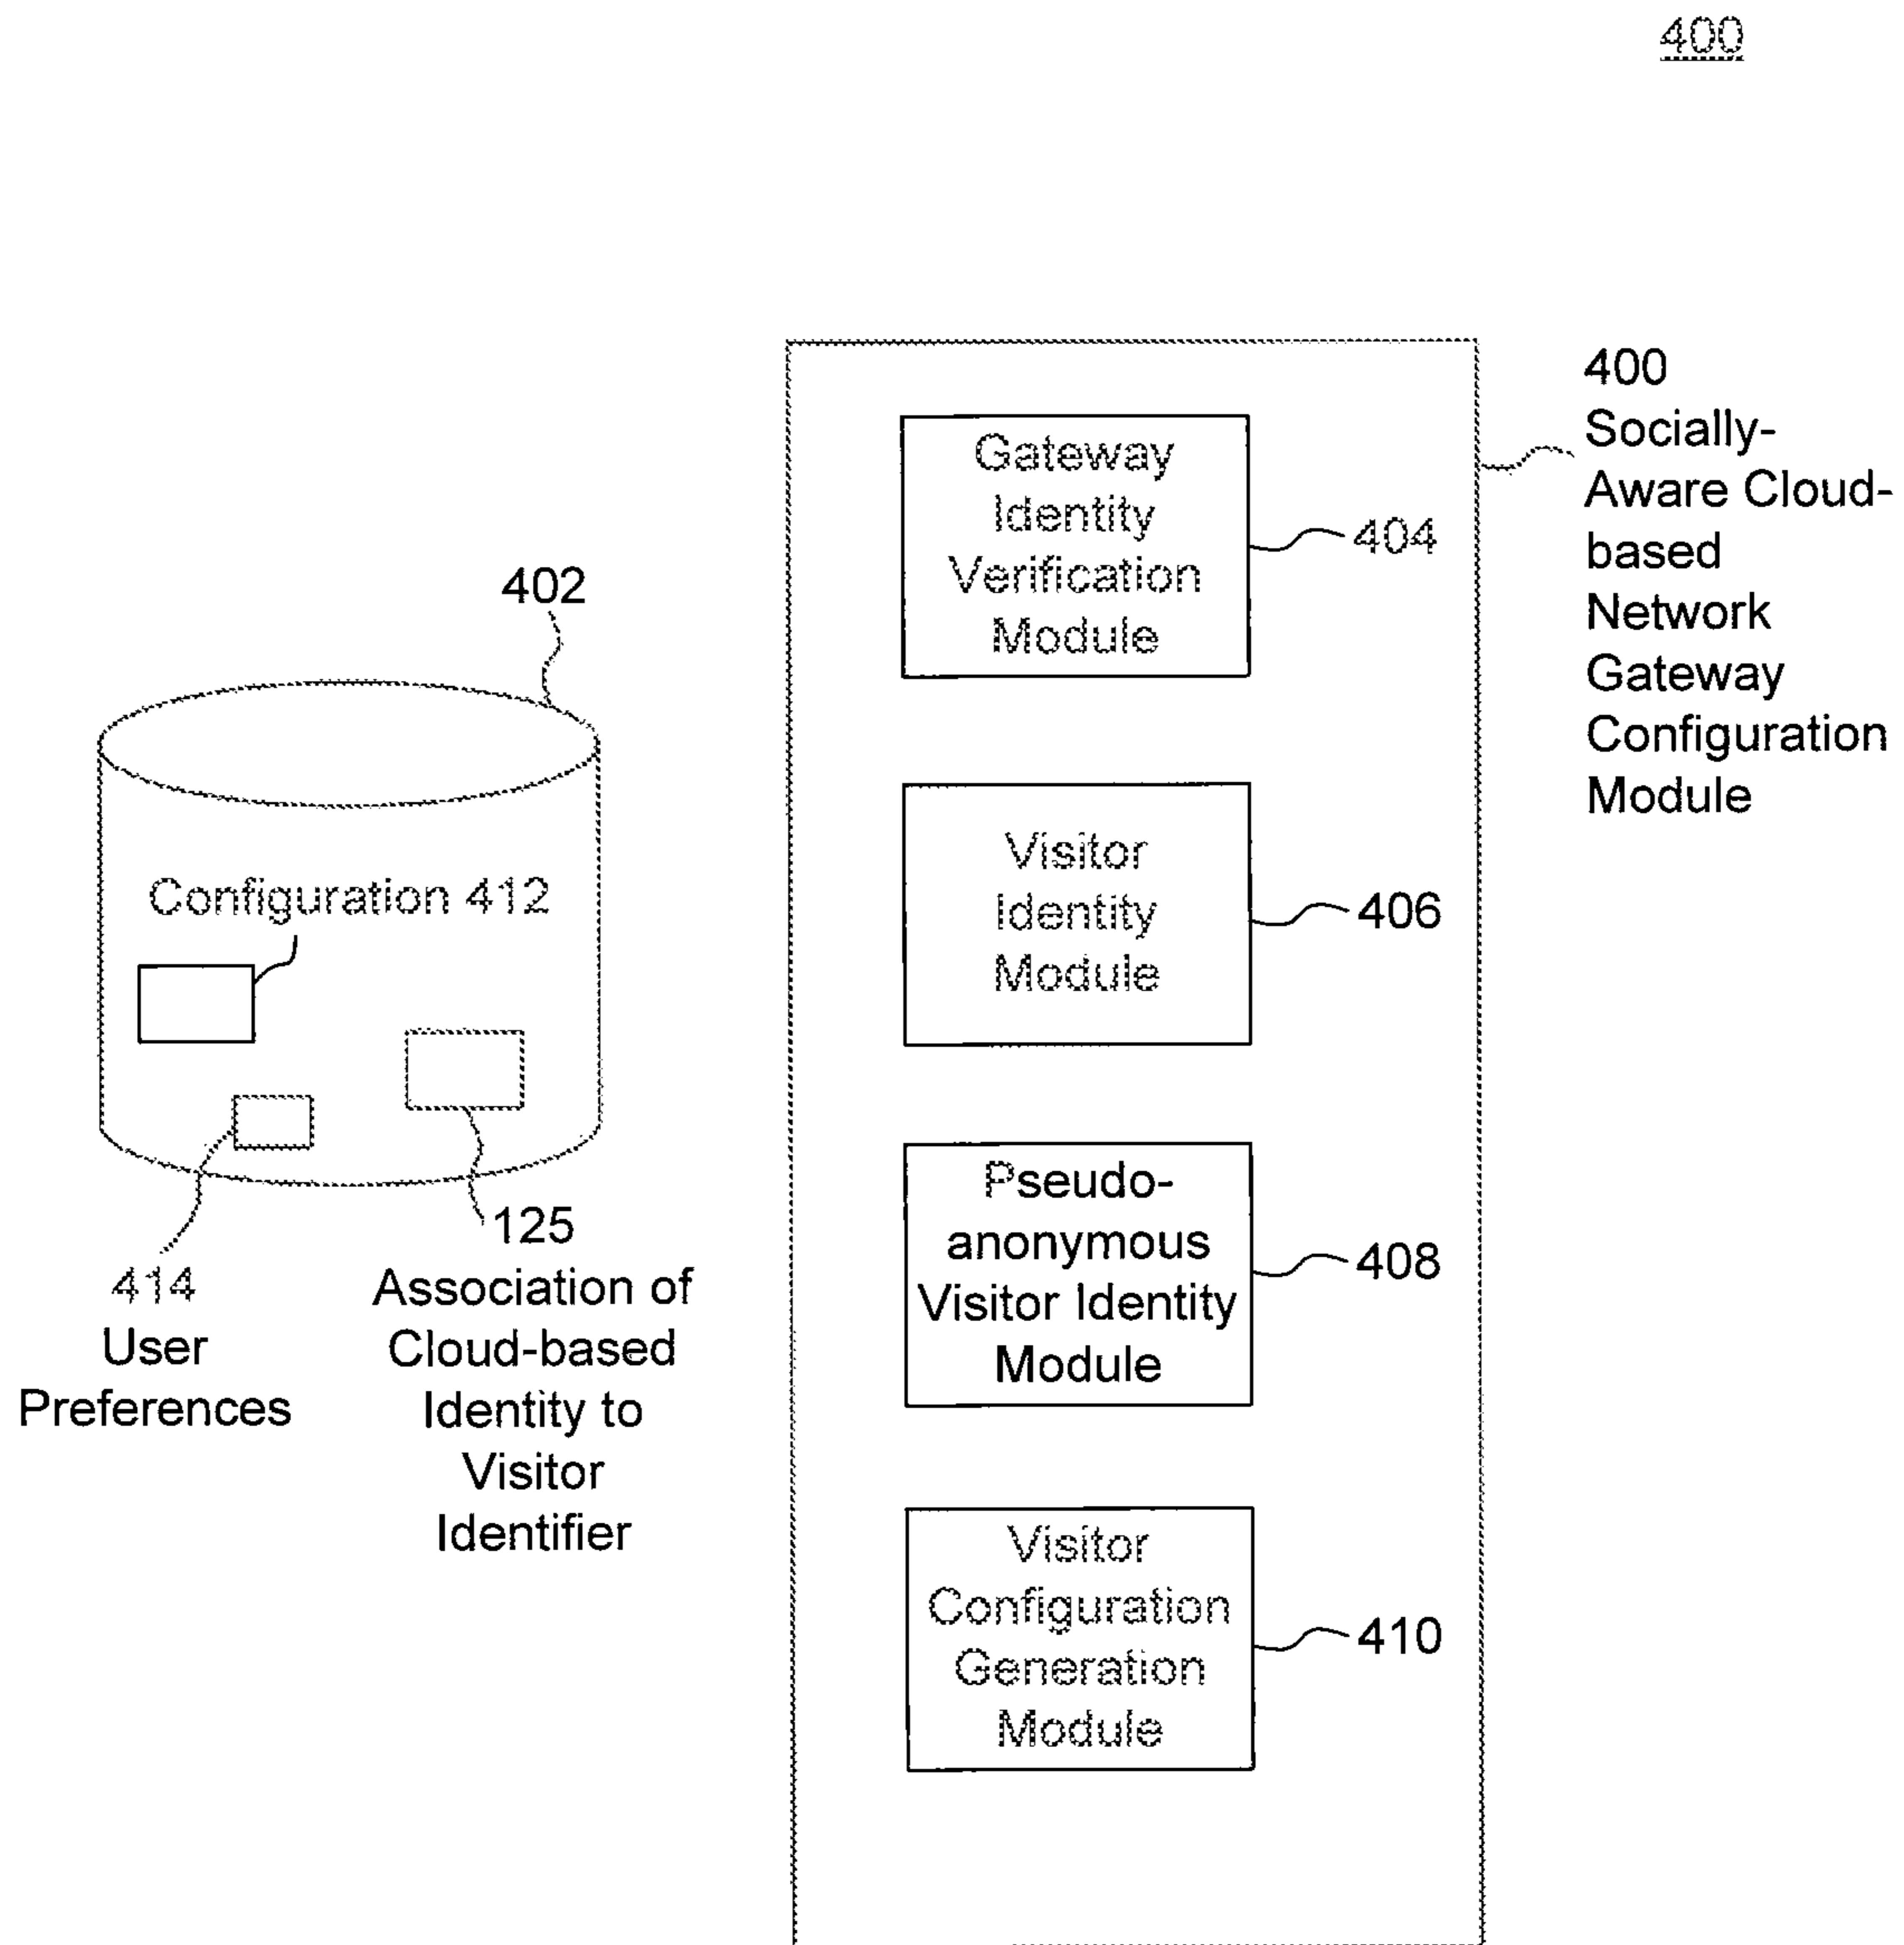 400
400
Socially-
Aware Cloud-
based
Network
Gateway
Configuration
Module
Gateway
Identity
Verification
Module
404
402
Configuration 412
Visitor
Identity
Module
406
Pseudo-
anonymous
Visitor Identity
Module
408
125
Association of
Cloud-based
Identity to
Visitor
Identifier
414
User
Preferences
Visitor
Configuration
Generation
Module
410